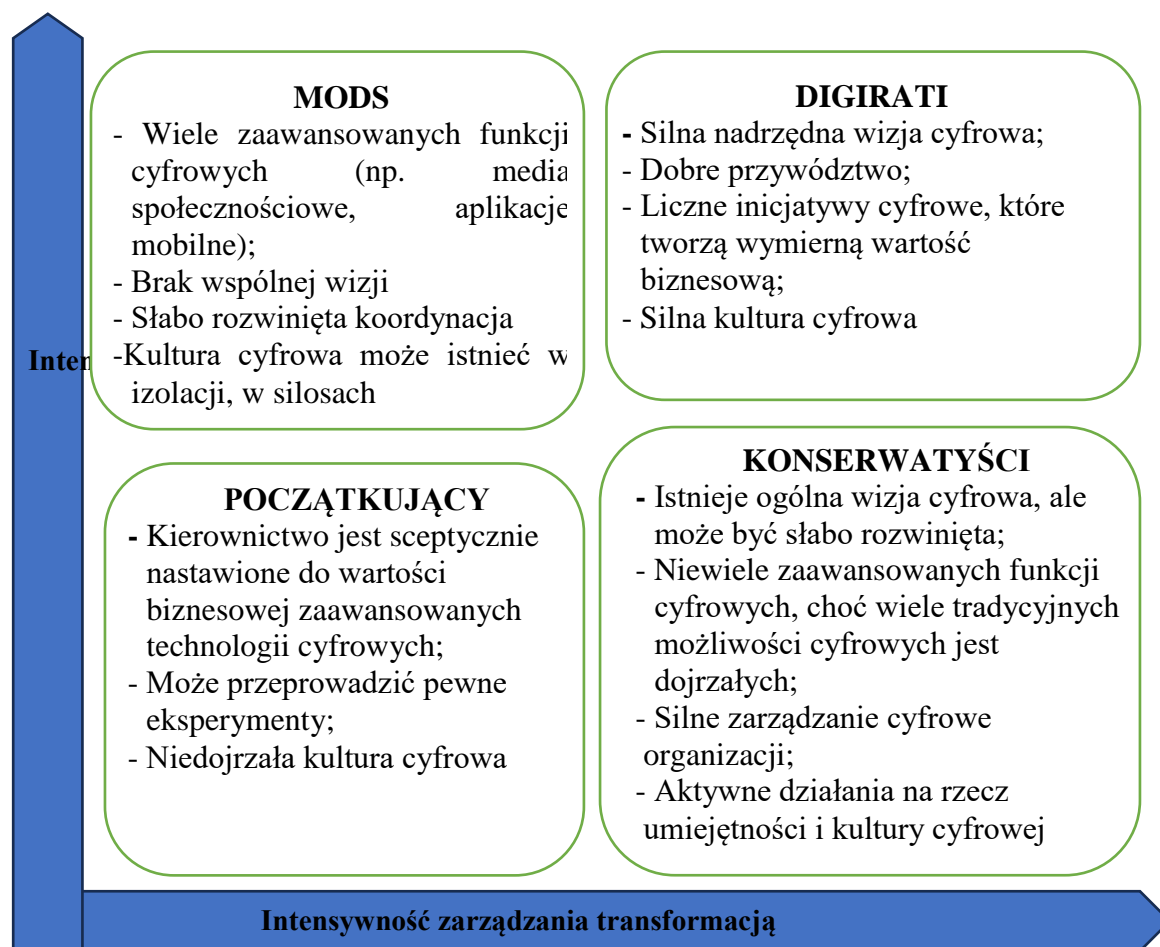 MODS
- Wiele zaawansowanych funkcji
cyfrowych (np. media
społecznościowe, aplikacje
mobilne);
- Brak wspólnej wizji
- Słabo rozwinięta koordynacja
-Kultura cyfrowa może istnieć w
izolacji, w silosach
DIGIRATI
- Silna nadrzędna wizja cyfrowa;
- Dobre przywództwo;
- Liczne inicjatywy cyfrowe, które
tworzą wymierną wartość
biznesową;
- Silna kultura cyfrowa
POCZĄTKUJĄCY
- Kierownictwo jest sceptycznie
nastawione do wartości
biznesowej zaawansowanych
technologii cyfrowych;
- Może przeprowadzić pewne
eksperymenty;
- Niedojrzała kultura cyfrowa
KONSERWATYŚCI
- Istnieje ogólna wizja cyfrowa, ale
może być słabo rozwinięta;
- Niewiele zaawansowanych funkcji
cyfrowych, choć wiele tradycyjnych
możliwości cyfrowych jest
dojrzałych;
- Silne zarządzanie cyfrowe
organizacji;
- Aktywne działania na rzecz
umiejętności i kultury cyfrowej
Intensywność zarządzania transformacją